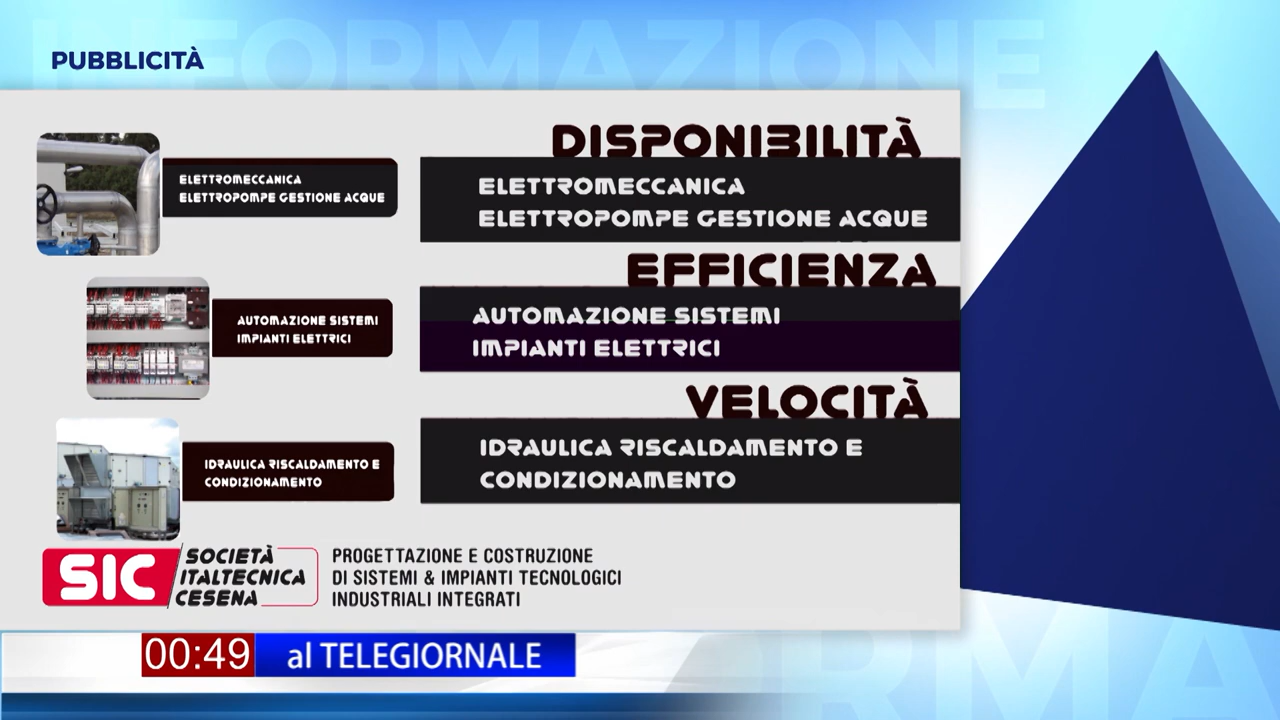 INFORMAZIONE
PUBBLICITÀ
DISPONIBILITÀ
ELETTROMECCANICA
ELETTROPOMPE GESTIONE ACQUE
ELETTROMECCANICA
ELETTROPOMPE GESTIONE ACQUE
EFFICIENZA
AUTOMAZIONE SISTEMI
IMPIANTI ELETTRICI
AUTOMAZIONE SISTEMI
IMPIANTI ELETTRICI
VELOCITÀ
IDRAULICA RISCALDAMENTO E
CONDIZIONAMENTO
IDRAULICA RISCALDAMENTO E
CONDIZIONAMENTO
SIC
SOCIETÀ
ITALTECNICA
CESENA
PROGETTAZIONE E COSTRUZIONE
DI SISTEMI & IMPIANTI TECNOLOGICI
INDUSTRIALI INTEGRATI
00:49 al TELEGIORNALE
ORMA